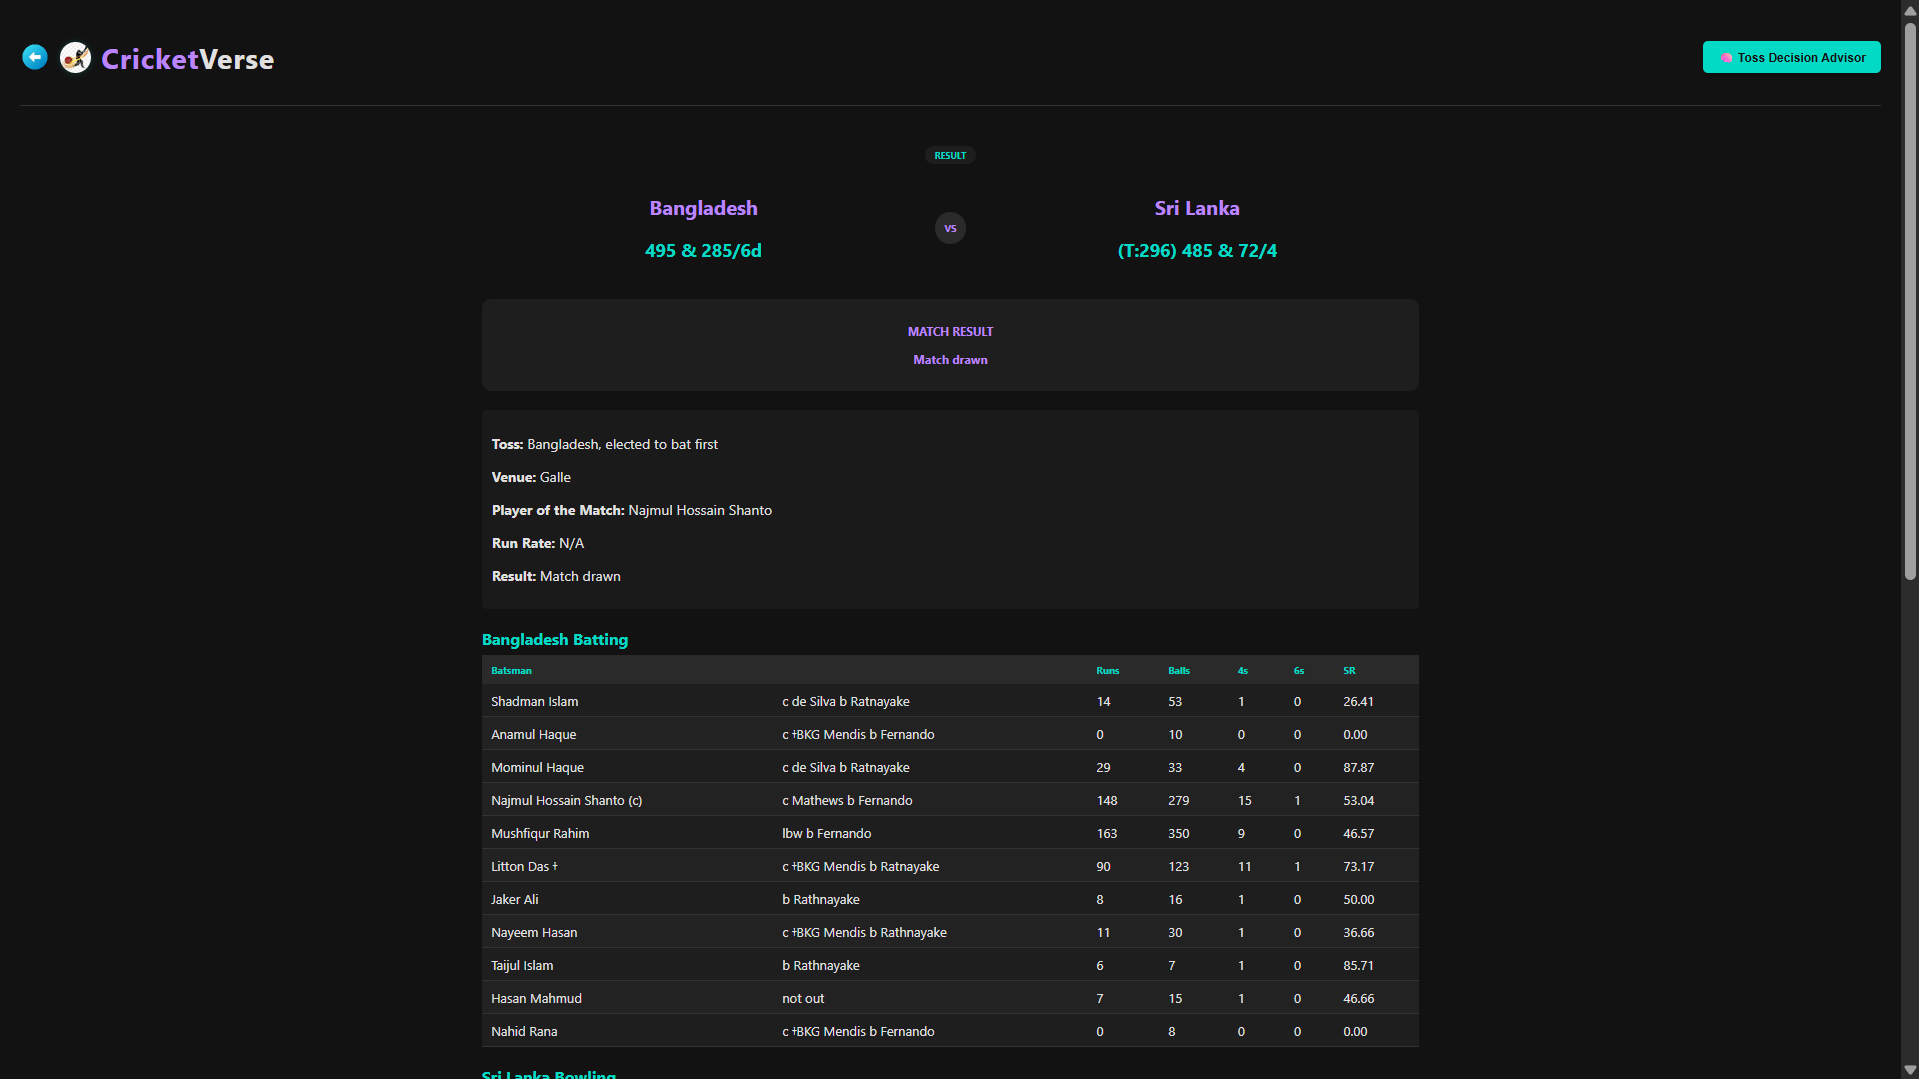 CricketVerse
Toss Decision Advisor
RESULT
Bangladesh
495 & 285/6d
VS
Sri Lanka
(T:296) 485 & 72/4
MATCH RESULT
Match drawn
Toss: Bangladesh, elected to bat first
Venue: Galle
Player of the Match: Najmul Hossain Shanto
Run Rate: N/A
Result: Match drawn
Bangladesh Batting
Batsman Runs Balls 4s 6s SR
Shadman Islam c de Silva b Ratnayake 14 53 1 0 26.41
Anamul Haque c †BKG Mendis b Fernando 0 10 0 0 0.00
Mominul Haque c de Silva b Ratnayake 29 33 4 0 87.87
Najmul Hossain Shanto (c) c Mathews b Fernando 148 279 15 1 53.04
Mushfiqur Rahim lbw b Fernando 163 350 9 0 46.57
Litton Das † c †BKG Mendis b Ratnayake 90 123 11 1 73.17
Jaker Ali b Rathnayake 8 16 1 0 50.00
Nayeem Hasan c †BKG Mendis b Rathnayake 11 30 1 0 36.66
Taijul Islam b Rathnayake 6 7 1 0 85.71
Hasan Mahmud not out 7 15 1 0 46.66
Nahid Rana c †BKG Mendis b Fernando 0 8 0 0 0.00
Sri Lanka Bowling